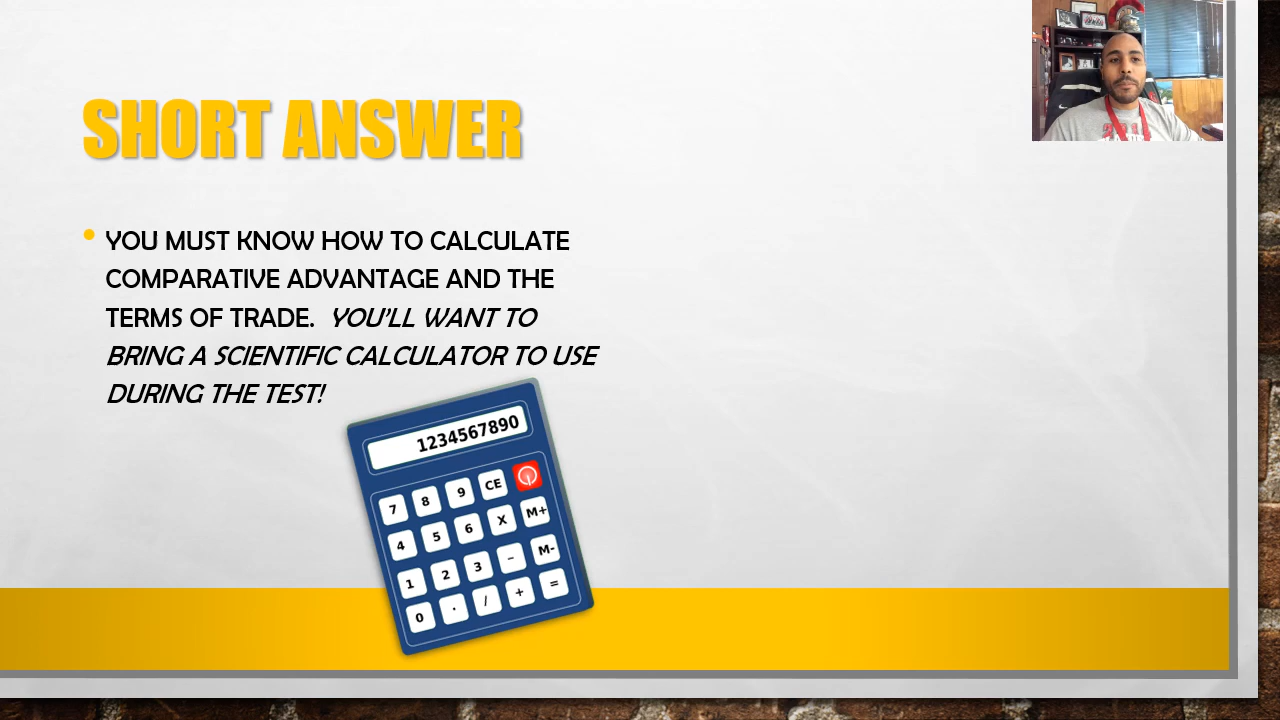 SHORT ANSWER
• YOU MUST KNOW HOW TO CALCULATE
COMPARATIVE ADVANTAGE AND THE
TERMS OF TRADE. YOU'LL WANT TO
BRING A SCIENTIFIC CALCULATOR TO USE
DURING THE TEST!
1234567890
7 8 9 CE
4 5 6 X M+
1 2 3 - M-
0 . / + =